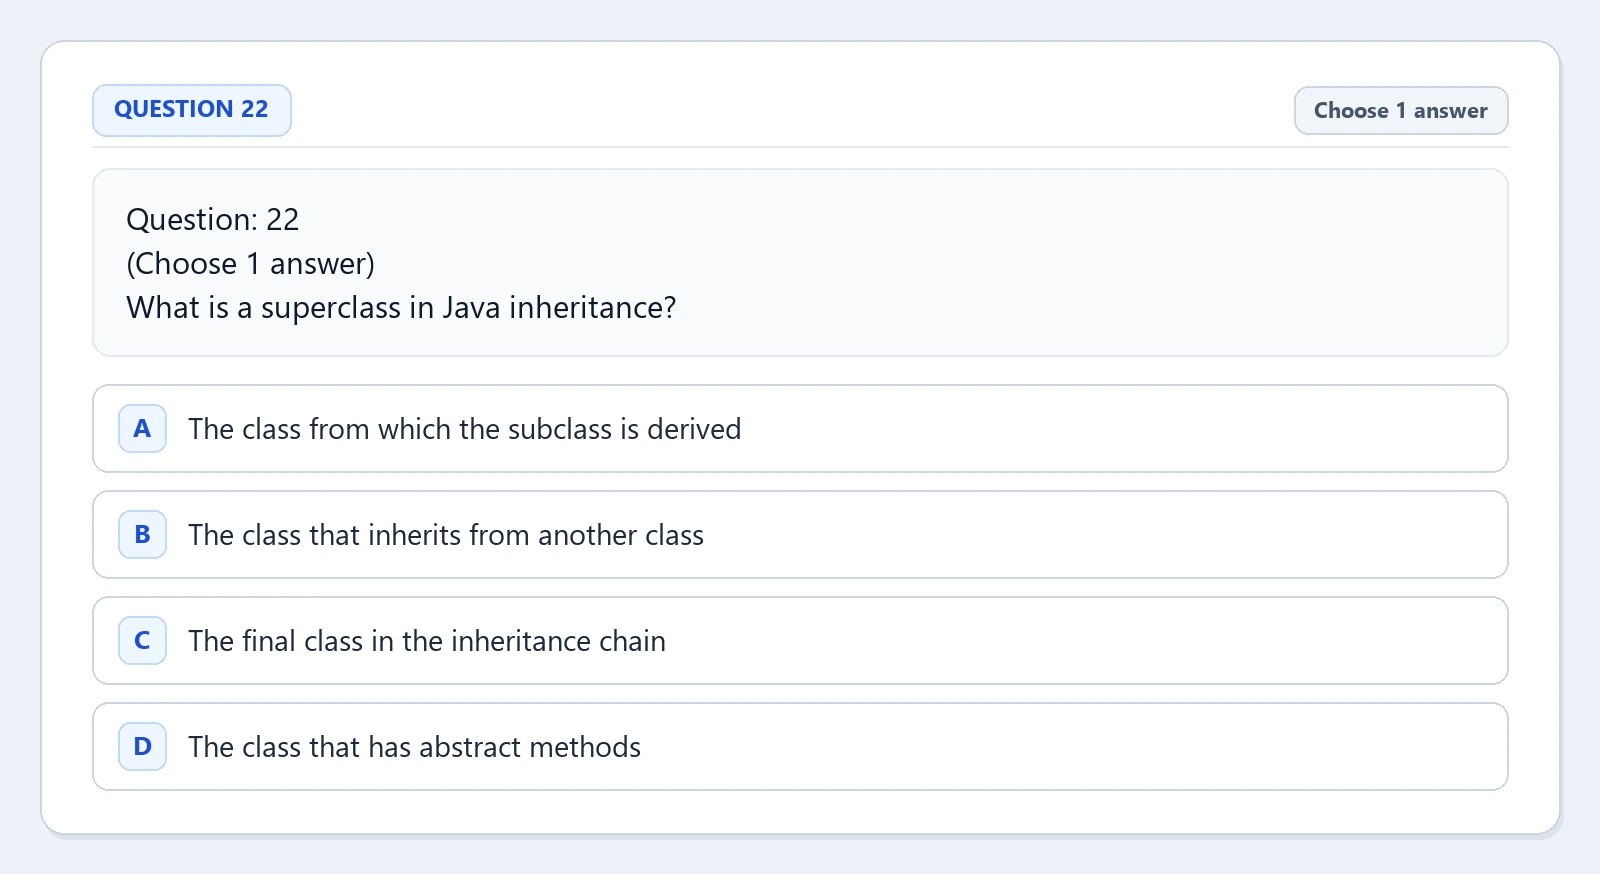 QUESTION 22
Choose 1 answer
Question: 22
(Choose 1 answer)
What is a superclass in Java inheritance?
A The class from which the subclass is derived
B The class that inherits from another class
C The final class in the inheritance chain
D The class that has abstract methods